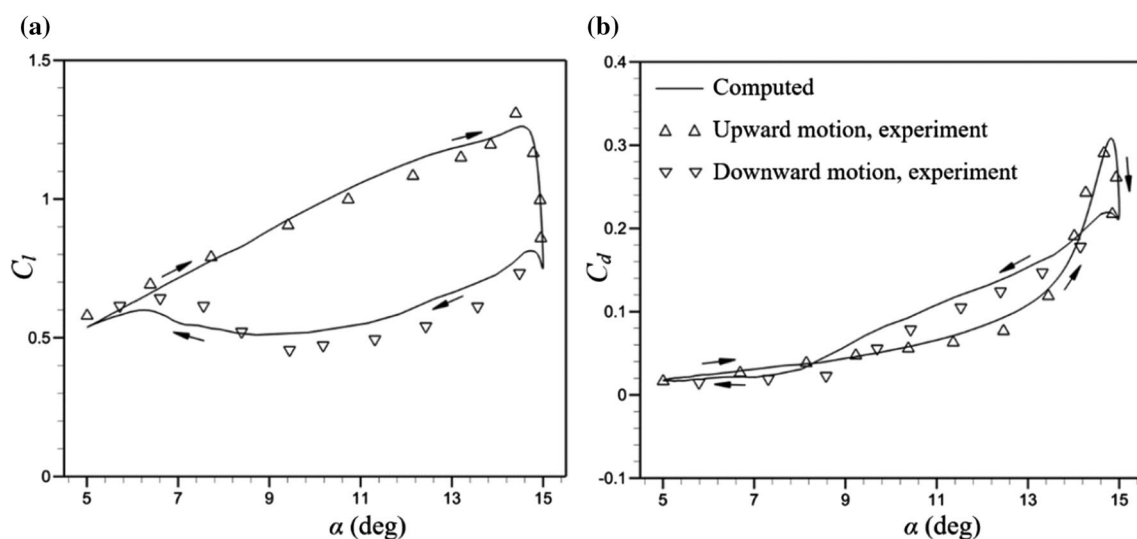 (a)
1.5
1
0.5
0
C_l
5 7 9 11 13 15
α (deg)
(b)
0.4
0.3
0.2
0.1
0
-0.1
C_d
Computed
Upward motion, experiment
Downward motion, experiment
5 7 9 11 13 15
α (deg)